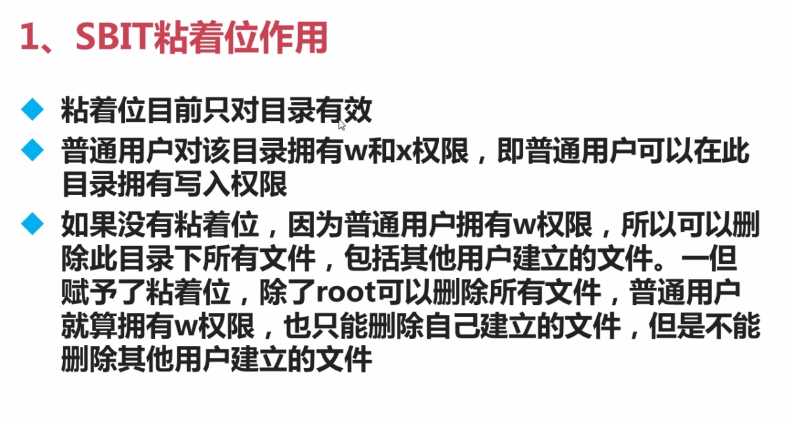 1、SBIT粘着位作用
粘着位目前只对目录有效
普通用户对该目录拥有w和x权限，即普通用户可以在此
目录拥有写入权限
如果没有粘着位，因为普通用户拥有w权限，所以可以删
除此目录下所有文件，包括其他用户建立的文件。一但
赋予了粘着位，除了root可以删除所有文件，普通用户
就算拥有w权限，也只能删除自己建立的文件，但是不能
删除其他用户建立的文件